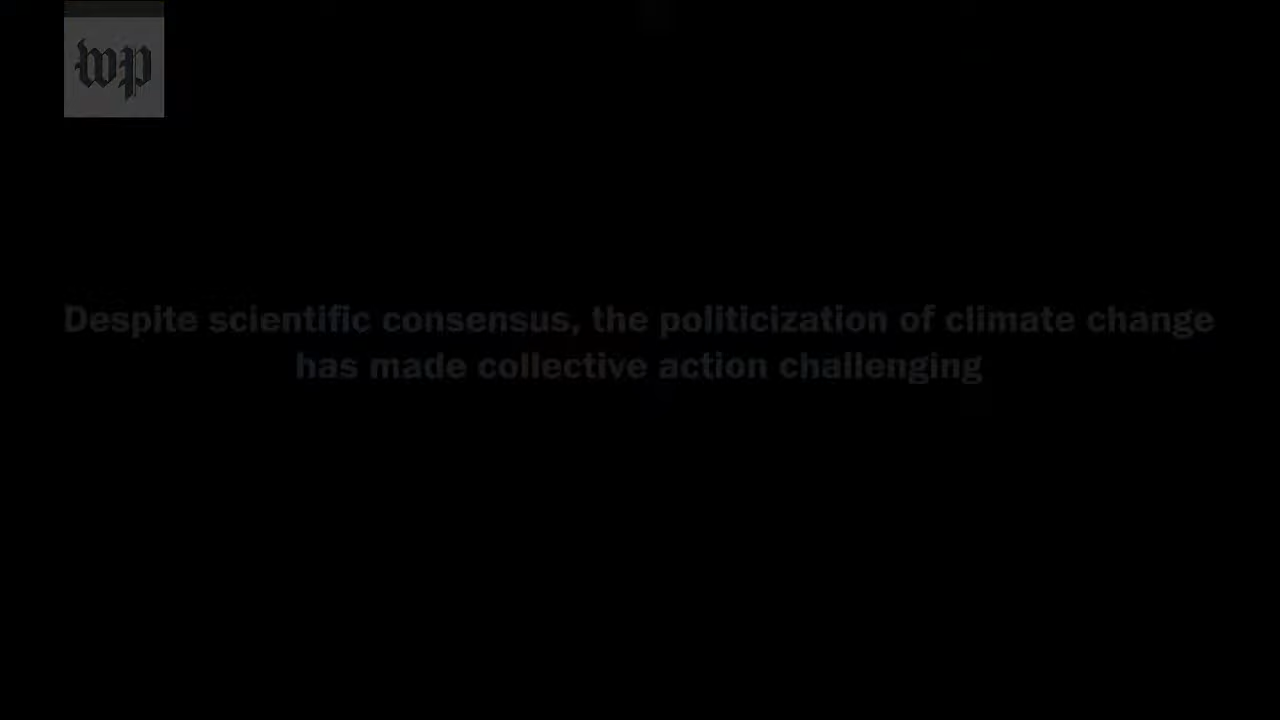 wp
Despite scientific consensus, the politicization of climate change
has made collective action challenging